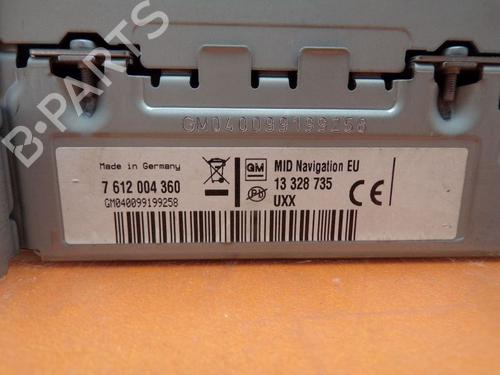 B-PARTS
GM040099199258
Made in Germany
7 612 004 360
GM040099199258
GM
MID Navigation EU
13 328 735
UXX
Pb
CE